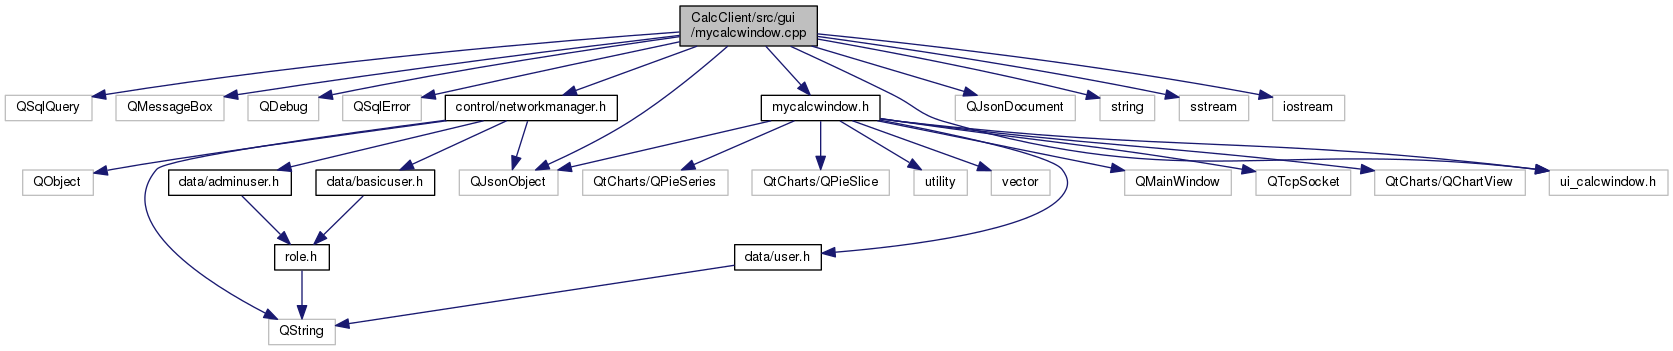 CalcClient/src/gui
/mycalcwindow.cpp
QSqlQuery
QMessageBox
QDebug
QSqlError
control/networkmanager.h
mycalcwindow.h
QJsonDocument
string
sstream
iostream
QObject
data/adminuser.h
data/basicuser.h
QJsonObject
QtCharts/QPieSeries
QtCharts/QPieSlice
utility
vector
QMainWindow
QTcpSocket
QtCharts/QChartView
ui_calcwindow.h
role.h
data/user.h
QString